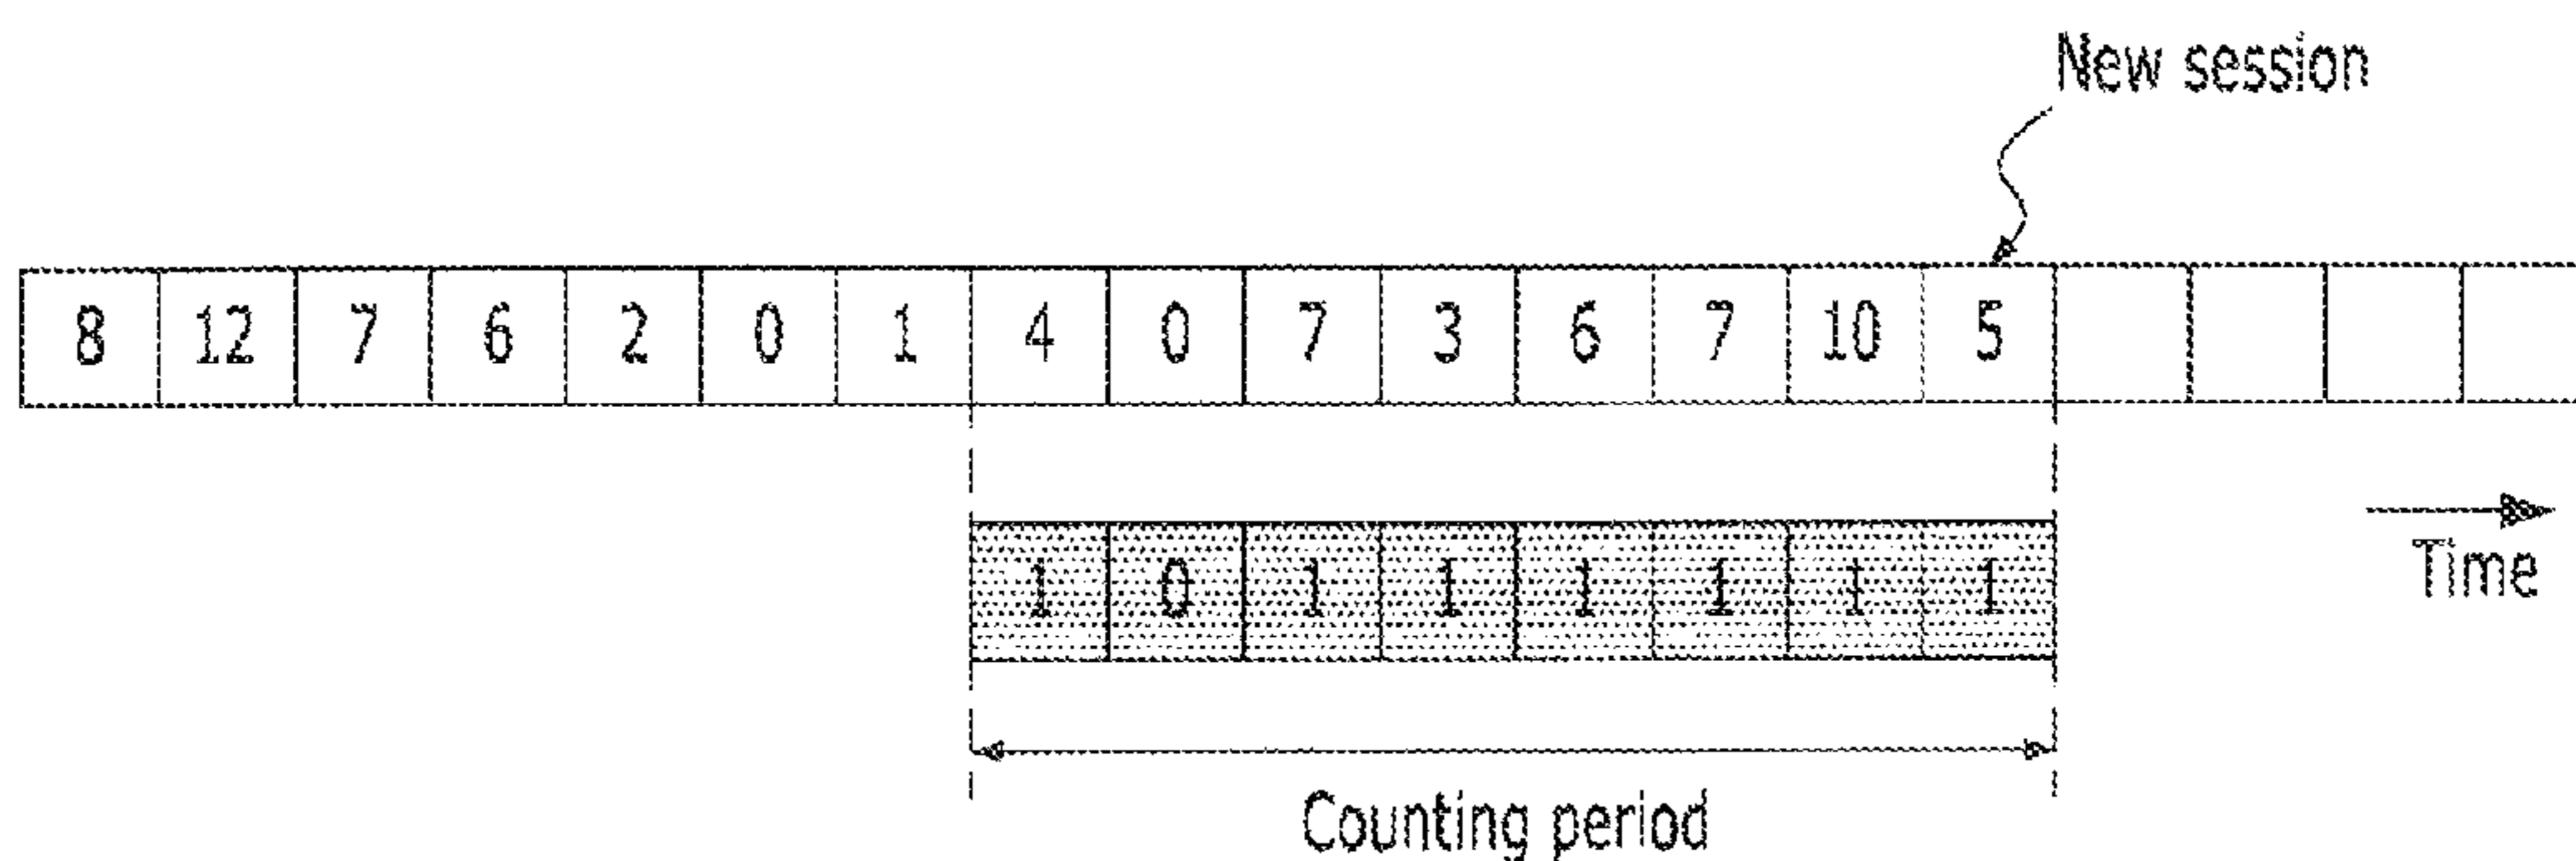 New session
8 12 7 6 2 0 1 4 0 7 3 6 7 10 5
1 0 1 1 1 1 1 1
Time
Counting period